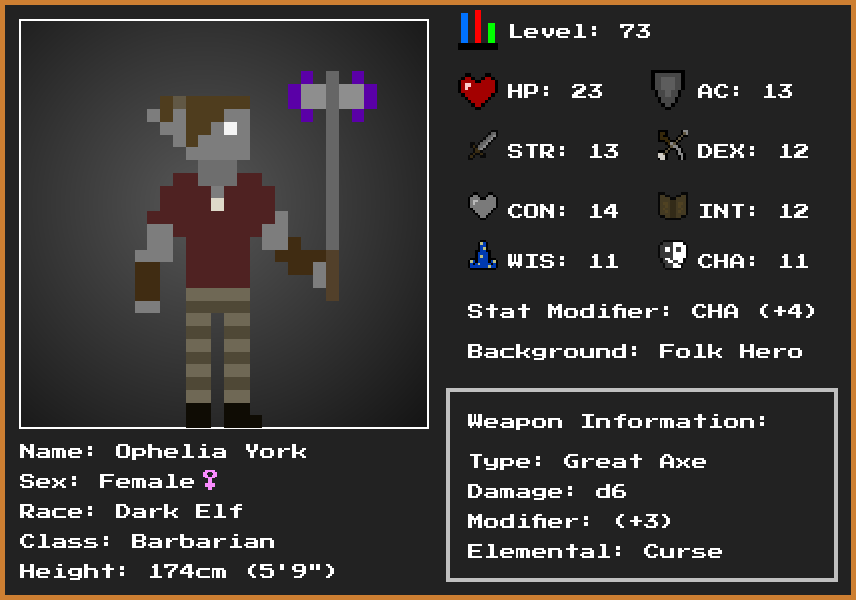 Level: 73
HP: 23
AC: 13
STR: 13
DEX: 12
CON: 14
INT: 12
WIS: 11
CHA: 11
Stat Modifier: CHA (+4)
Background: Folk Hero
Weapon Information:
Type: Great Axe
Damage: d6
Modifier: (+3)
Elemental: Curse
Name: Ophelia York
Sex: Female♀
Race: Dark Elf
Class: Barbarian
Height: 174cm (5'9")